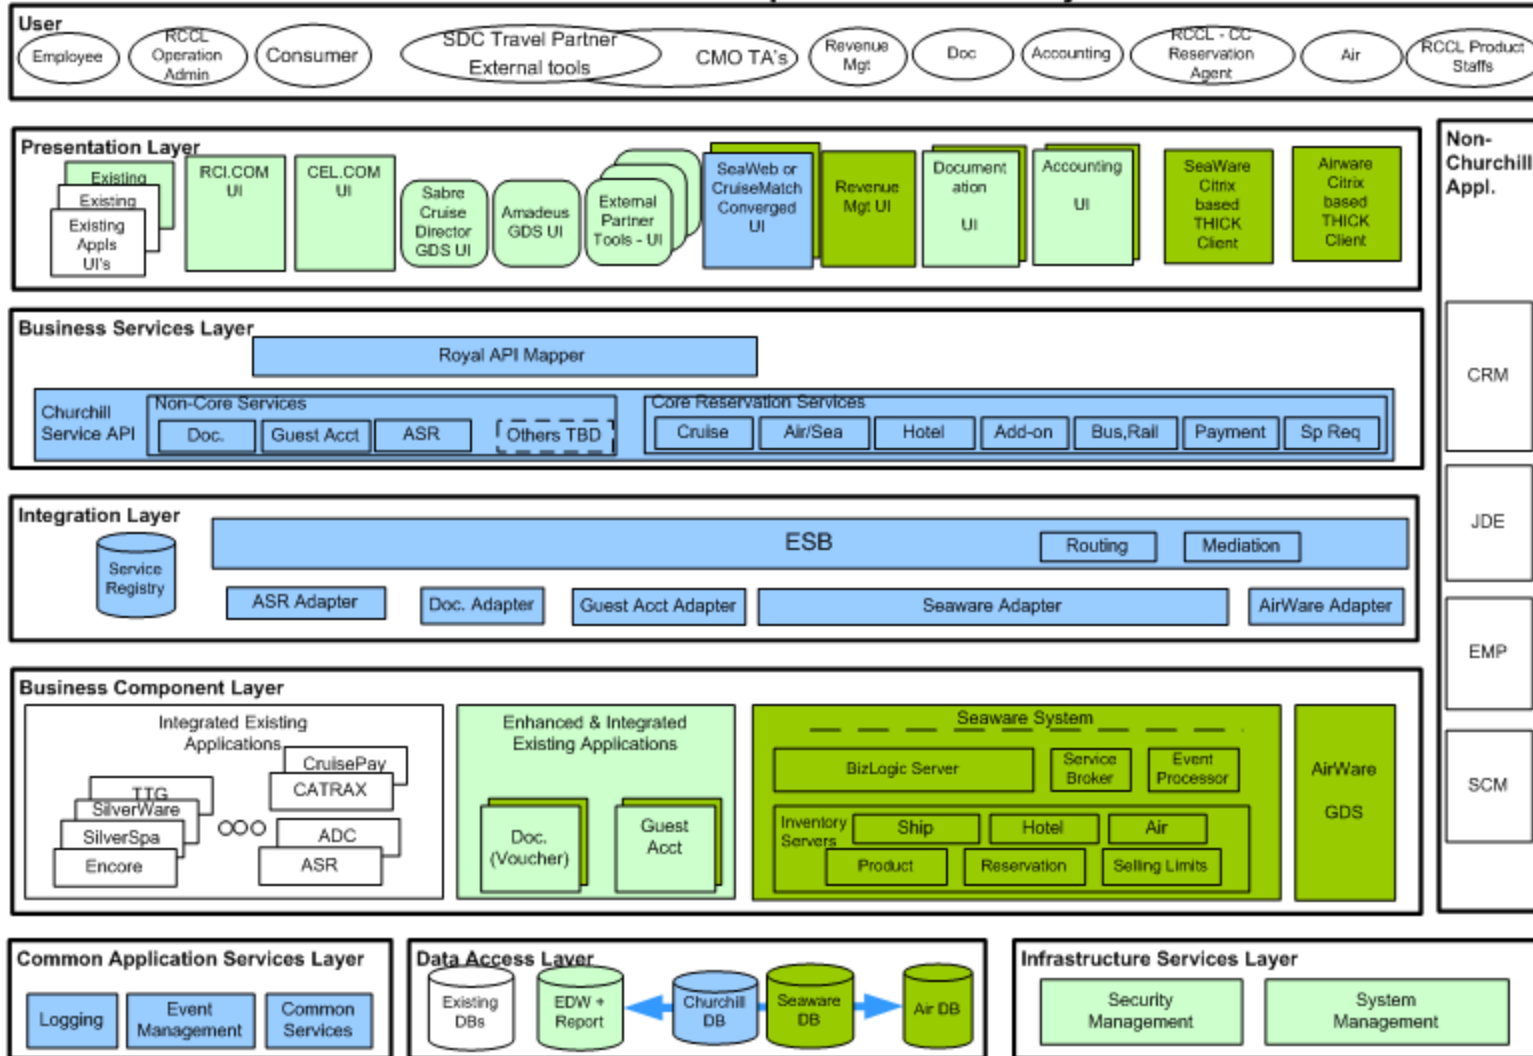 User
Employee
RCCL
Operation
Admin
Consumer
SDC Travel Partner
External tools
CMO TA's
Revenue
Mgt
Doc
Accounting
RCCL - CC
Reservation
Agent
Air
RCCL Product
Staffs
Presentation Layer
Existing
Existing
Existing
Appls
UI's
RCI.COM
UI
CEL.COM
UI
Sabre
Cruise
Director
GDS UI
Amadeus
GDS UI
External
Partner
Tools - UI
SeaWeb or
CruiseMatch
Converged
UI
Revenue
Mgt UI
Document
ation
UI
Accounting
UI
SeaWare
Citrix
based
THICK
Client
Airware
Citrix
based
THICK
Client
Non-
Churchill
Appl.
CRM
JDE
EMP
SCM
Business Services Layer
Royal API Mapper
Churchill
Service API
Non-Core Services
Doc.
Guest Acct
ASR
Others TBD
Core Reservation Services
Cruise
Air/Sea
Hotel
Add-on
Bus,Rail
Payment
Sp Req
Integration Layer
Service
Registry
ESB
Routing
Mediation
ASR Adapter
Doc. Adapter
Guest Acct Adapter
Seaware Adapter
AirWare Adapter
Business Component Layer
Integrated Existing
Applications
CruisePay
CATRAX
TTG
SilverWare
SilverSpa
Encore
ADC
ASR
Enhanced & Integrated
Existing Applications
Doc.
(Voucher)
Guest
Acct
Seaware System
BizLogic Server
Service
Broker
Event
Processor
Inventory
Servers
Ship
Hotel
Air
Product
Reservation
Selling Limits
AirWare
GDS
Common Application Services Layer
Logging
Event
Management
Common
Services
Data Access Layer
Existing
DBs
EDW +
Report
Churchill
DB
Seaware
DB
Air DB
Infrastructure Services Layer
Security
Management
System
Management